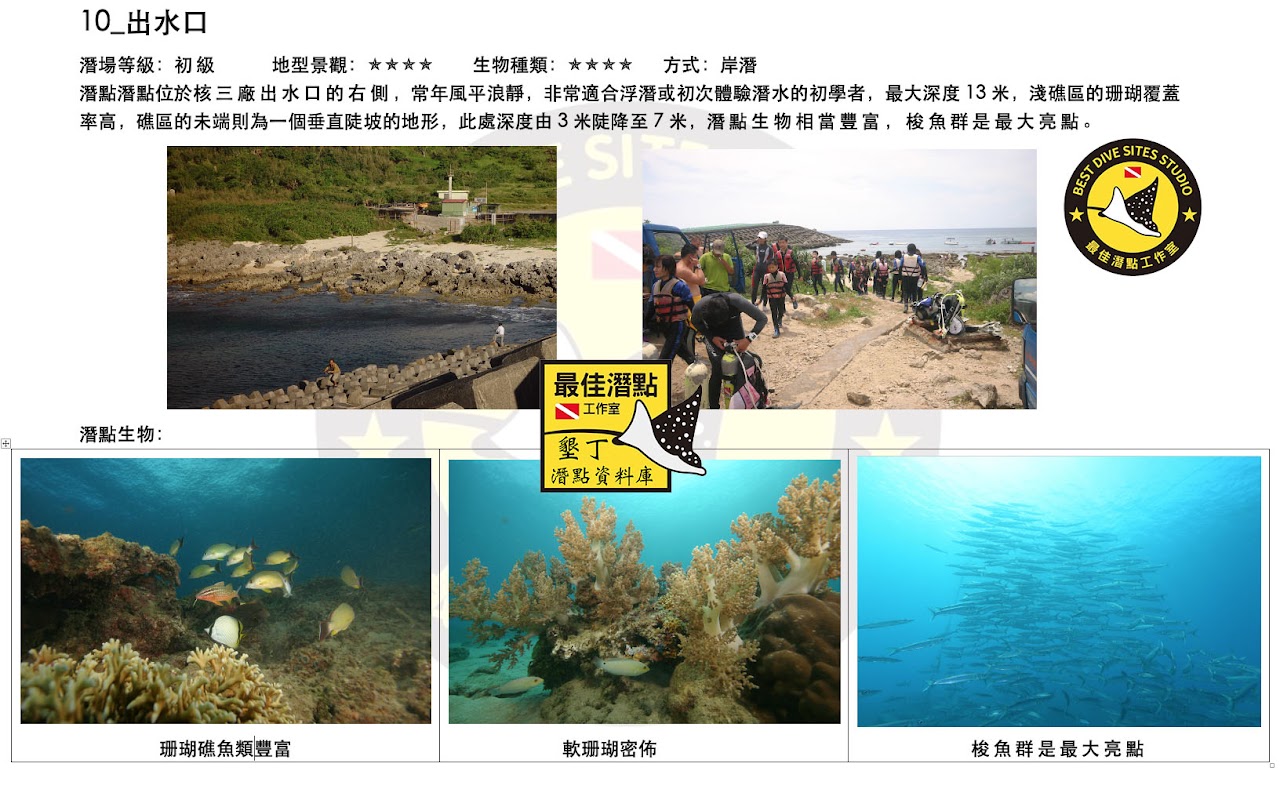 10_出水口
潛場等級：初級 地型景觀：✯✯✯✯ 生物種類：✯✯✯✯ 方式：岸潛
潛點潛點位於核三廠出水口的右側，常年風平浪靜，非常適合浮潛或初次體驗潛水的初學者，最大深度 13 米，淺礁區的珊瑚覆蓋
率高，礁區的末端則為一個垂直陡坡的地形，此處深度由 3 米陡降至 7 米，潛點生物相當豐富，梭魚群是最大亮點。
BEST DIVE SITES STUDIO
最佳潛點工作室
E SITE
最佳潛點
工作室
墾丁
潛點資料庫
潛點生物：
珊瑚礁魚類豐富
軟珊瑚密佈
梭魚群是最大亮點